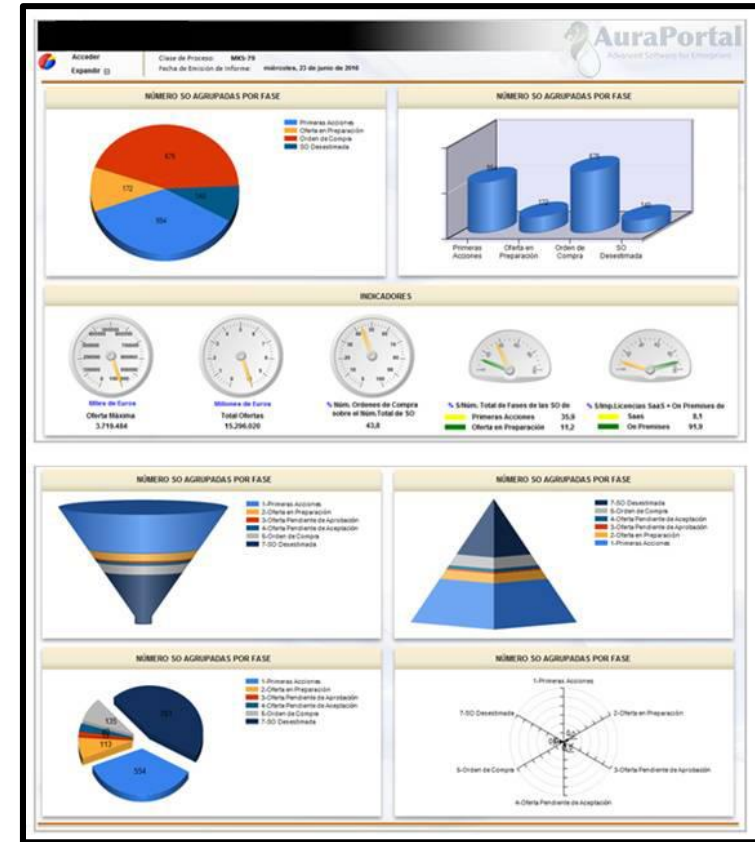 AuraPortal
Advanced Software for Enterprises
Acceder
Expandir
Clase de Proceso: MKS-79
Fecha de Emisión de Informe: miércoles, 23 de junio de 2010
NÚMERO SO AGRUPADAS POR FASE
Primeras Acciones
Oferta en Preparación
Orden de Compra
SO Desestimada
172
554
NÚMERO SO AGRUPADAS POR FASE
Primeras Acciones
Oferta en Preparación
Orden de Compra
SO Desestimada
INDICADORES
Miles de Euros
Oferta Máxima
3.719.484
Millones de Euros
Total Ofertas
15.296.020
% Núm. Ordenes de Compra
sobre el Núm.Total de SO
43,8
% S/Núm. Total de Fases de las SO de
Primeras Acciones 35,9
Oferta en Preparación 11,2
% S/Imp.Licencias SaaS + On Premises de
Saas 8,1
On Premises 91,9
NÚMERO SO AGRUPADAS POR FASE
1-Primeras Acciones
2-Oferta en Preparación
3-Oferta Pendiente de Aprobación
4-Oferta Pendiente de Aceptación
6-Orden de Compra
7-SO Desestimada
NÚMERO SO AGRUPADAS POR FASE
7-SO Desestimada
6-Orden de Compra
4-Oferta Pendiente de Aceptación
3-Oferta Pendiente de Aprobación
2-Oferta en Preparación
1-Primeras Acciones
NÚMERO SO AGRUPADAS POR FASE
1-Primeras Acciones
2-Oferta en Preparación
3-Oferta Pendiente de Aprobación
4-Oferta Pendiente de Aceptación
6-Orden de Compra
7-SO Desestimada
135
113
554
NÚMERO SO AGRUPADAS POR FASE
1-Primeras Acciones
7-SO Desestimada
2-Oferta en Preparación
6-Orden de Compra
3-Oferta Pendiente de Aprobación
4-Oferta Pendiente de Aceptación